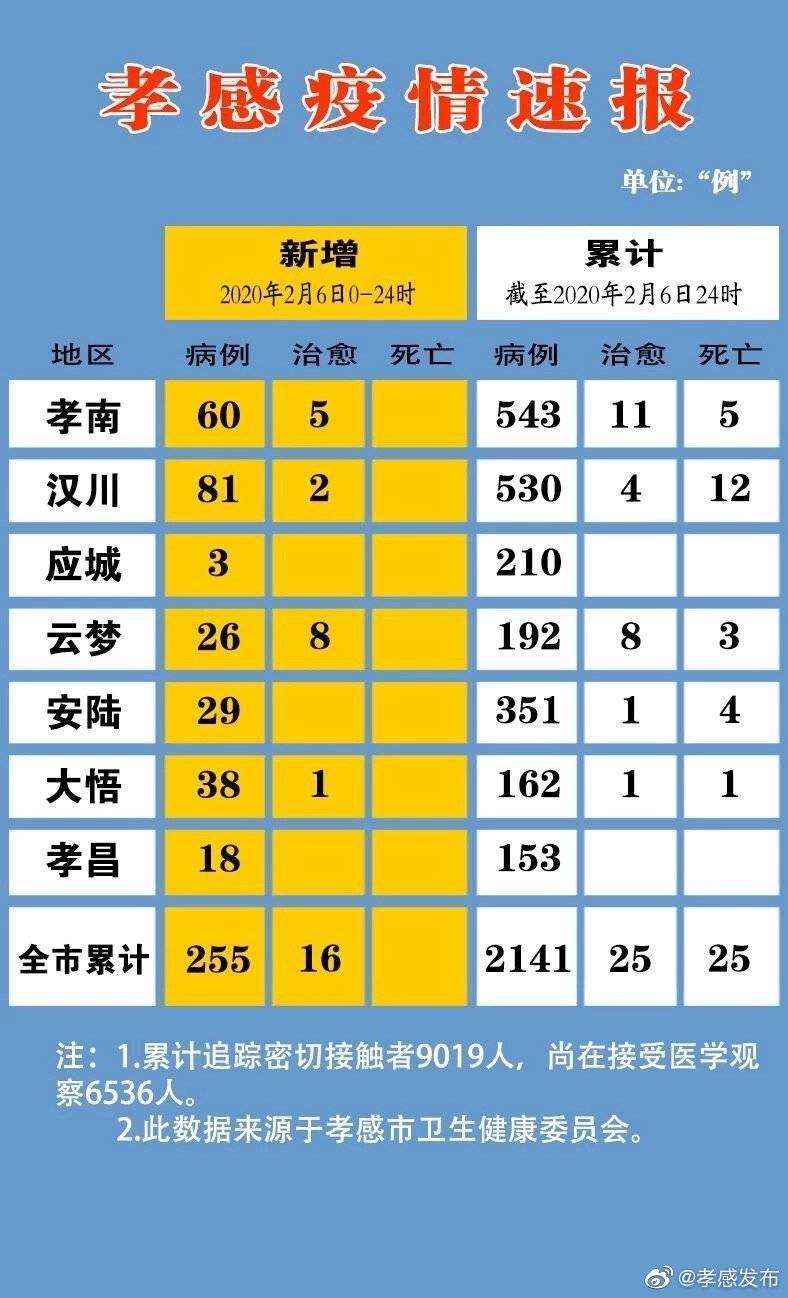 孝感疫情速报
单位:“例”
新增 累计
2020年2月6日0-24时 截至2020年2月6日24时
地区 病例 治愈 死亡 病例 治愈 死亡
孝南 60 5 543 11 5
汉川 81 2 530 4 12
应城 3 210
云梦 26 8 192 8 3
安陆 29 351 1 4
大悟 38 1 162 1 1
孝昌 18 153
全市累计 255 16 2141 25 25
注：1.累计追踪密切接触者9019人，尚在接受医学观
察6536人。
2.此数据来源于孝感市卫生健康委员会。
@孝感发布